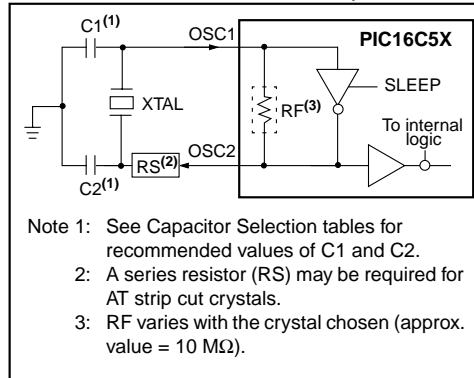 C1(1)
OSC1
PIC16C5X
SLEEP
XTAL
RF(3)
To internal
logic
OSC2
RS(2)
C2(1)
Note 1: See Capacitor Selection tables for
recommended values of C1 and C2.
2: A series resistor (RS) may be required for
AT strip cut crystals.
3: RF varies with the crystal chosen (approx.
value = 10 MΩ).